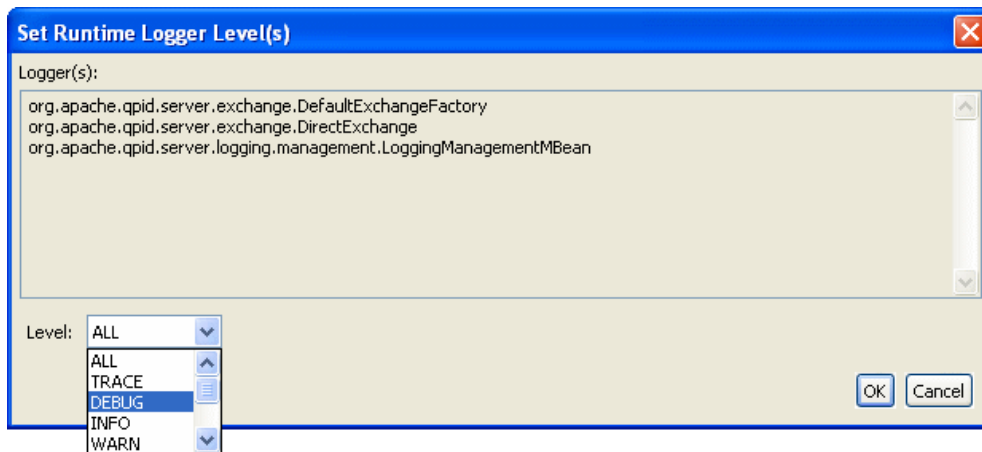 Set Runtime Logger Level(s)
Logger(s):
org.apache.qpid.server.exchange.DefaultExchangeFactory
org.apache.qpid.server.exchange.DirectExchange
org.apache.qpid.server.logging.management.LoggingManagementMBean
Level: ALL
ALL
TRACE
DEBUG
INFO
WARN
OK Cancel